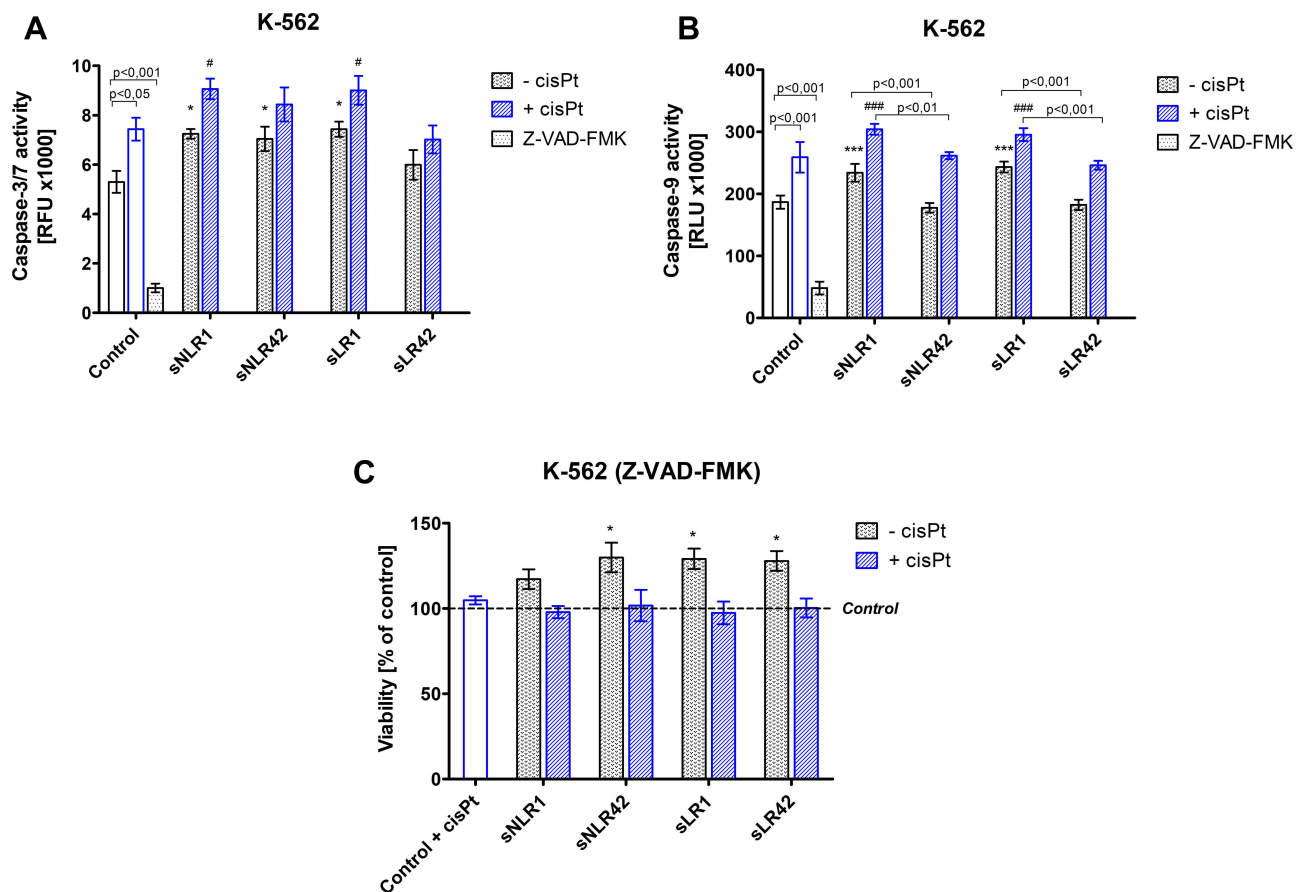 A
K-562
Caspase-3/7 activity
[RFU x1000]
10
8
6
4
2
0
p<0,001
p<0,05
*
#
*
*
#
Control
sNLR1
sNLR42
sLR1
sLR42
- cisPt
+ cisPt
Z-VAD-FMK
B
K-562
Caspase-9 activity
[RLU x1000]
400
300
200
100
0
p<0,001
p<0,001
p<0,001
###
p<0,01
***
p<0,001
###
p<0,001
***
Control
sNLR1
sNLR42
sLR1
sLR42
- cisPt
+ cisPt
Z-VAD-FMK
C
K-562 (Z-VAD-FMK)
Viability [% of control]
150
100
50
0
*
*
*
Control
Control + cisPt
sNLR1
sNLR42
sLR1
sLR42
- cisPt
+ cisPt